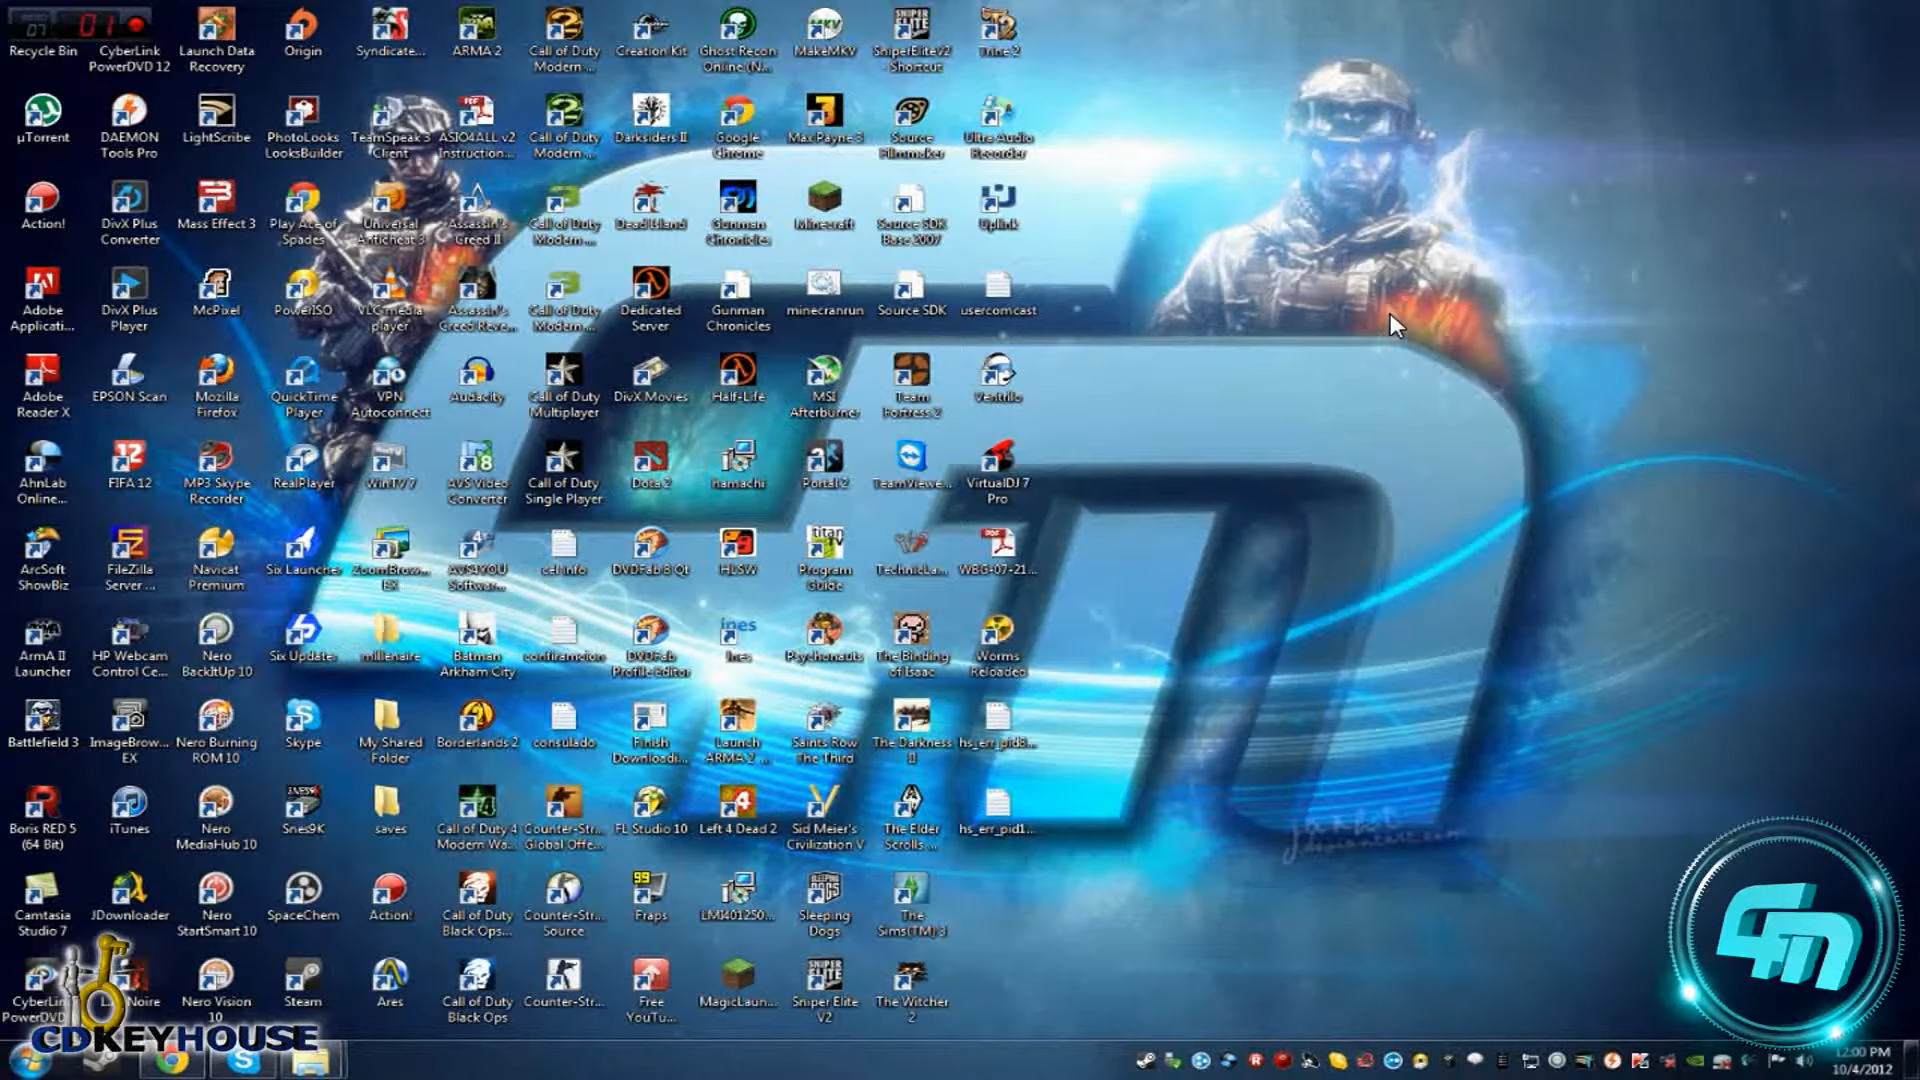 07 01
Recycle Bin
CyberLink
PowerDVD 12
Launch Data
Recovery
Origin
Syndicate...
ARMA 2
Call of Duty
Modern ...
Creation Kit
Ghost Recon
Online (N...
MakeMKV
SniperEliteV2
- Shortcut
Trine 2
µTorrent
DAEMON
Tools Pro
LightScribe
PhotoLooks
LooksBuilder
TeamSpeak 3
Client
ASIO4ALL v2
Instruction...
Call of Duty
Modern ...
Darksiders II
Google
Chrome
Max Payne 3
Source
Filmmaker
Ultra Audio
Recorder
Action!
DivX Plus
Converter
Mass Effect 3
Play Ace of
Spades
Universal
Anticheat 3
Assassin's
Creed II
Call of Duty
Modern ...
Dead Island
Gunman
Chronicles
Minecraft
Source SDK
Base 2007
Uplink
Adobe
Applicati...
DivX Plus
Player
McPixel
PowerISO
VLC media
player
Assassin's
Creed Reve...
Call of Duty
Modern ...
Dedicated
Server
Gunman
Chronicles
minecranrun
Source SDK
usercomcast
Adobe
Reader X
EPSON Scan
Mozilla
Firefox
QuickTime
Player
VPN
Autoconnect
Audacity
Call of Duty
Multiplayer
DivX Movies
Half-Life
MSI
Afterburner
Team
Fortress 2
Ventrilo
AhnLab
Online...
FIFA 12
MP3 Skype
Recorder
RealPlayer
WinTV 7
AVS Video
Converter
Call of Duty
Single Player
Dota 2
hamachi
Portal 2
TeamViewe...
VirtualDJ 7
Pro
ArcSoft
ShowBiz
FileZilla
Server ...
Navicat
Premium
Six Launcher
ZoomBrow...
EX
AVS4YOU
Softwar...
cel info
DVDFab 8 Qt
HLSW
titan
tv
Program
Guide
TechnicLa...
WBG-07-21...
ArmA II
Launcher
HP Webcam
Control Ce...
Nero
BackItUp 10
Six Updater
millenaire
Batman
Arkham City
confiramcion
DVDFab
Profile Editor
ines
Ines
Psychonauts
The Binding
of Isaac
Worms
Reloaded
Battlefield 3
ImageBrow...
EX
Nero Burning
ROM 10
Skype
My Shared
Folder
Borderlands 2
consulado
Finish
Downloadi...
Launch
ARMA 2 ...
Saints Row
The Third
The Darkness
II
hs_err_pid8...
Boris RED 5
(64 Bit)
iTunes
Nero
MediaHub 10
Snes9K
saves
Call of Duty 4
Modern Wa...
Counter-Str...
Global Offe...
FL Studio 10
Left 4 Dead 2
Sid Meier's
Civilization V
The Elder
Scrolls ...
hs_err_pid1...
Camtasia
Studio 7
JDownloader
Nero
StartSmart 10
SpaceChem
Action!
Call of Duty
Black Ops...
Counter-Str...
Source
Fraps
LMI401250...
Sleeping
Dogs
The
Sims(TM) 3
PowerDVD
Noire
Nero Vision
10
Steam
Ares
Call of Duty
Black Ops
Counter-Str...
Free
YouTu...
MagicLaun...
Sniper Elite
V2
The Witcher
2
CDKEYHOUSE
12:00 PM
10/4/2012